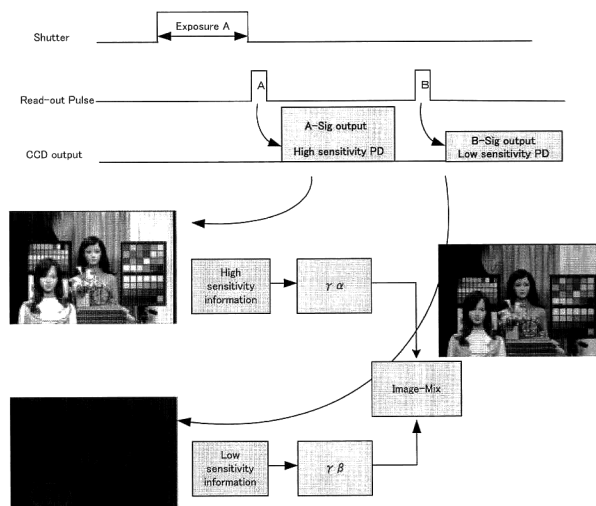 Exposure A
Shutter
A
B
Read-out Pulse
A-Sig output
High sensitivity PD
B-Sig output
Low sensitivity PD
CCD output
High
sensitivity
information
γ α
Image-Mix
Low
sensitivity
information
γ β